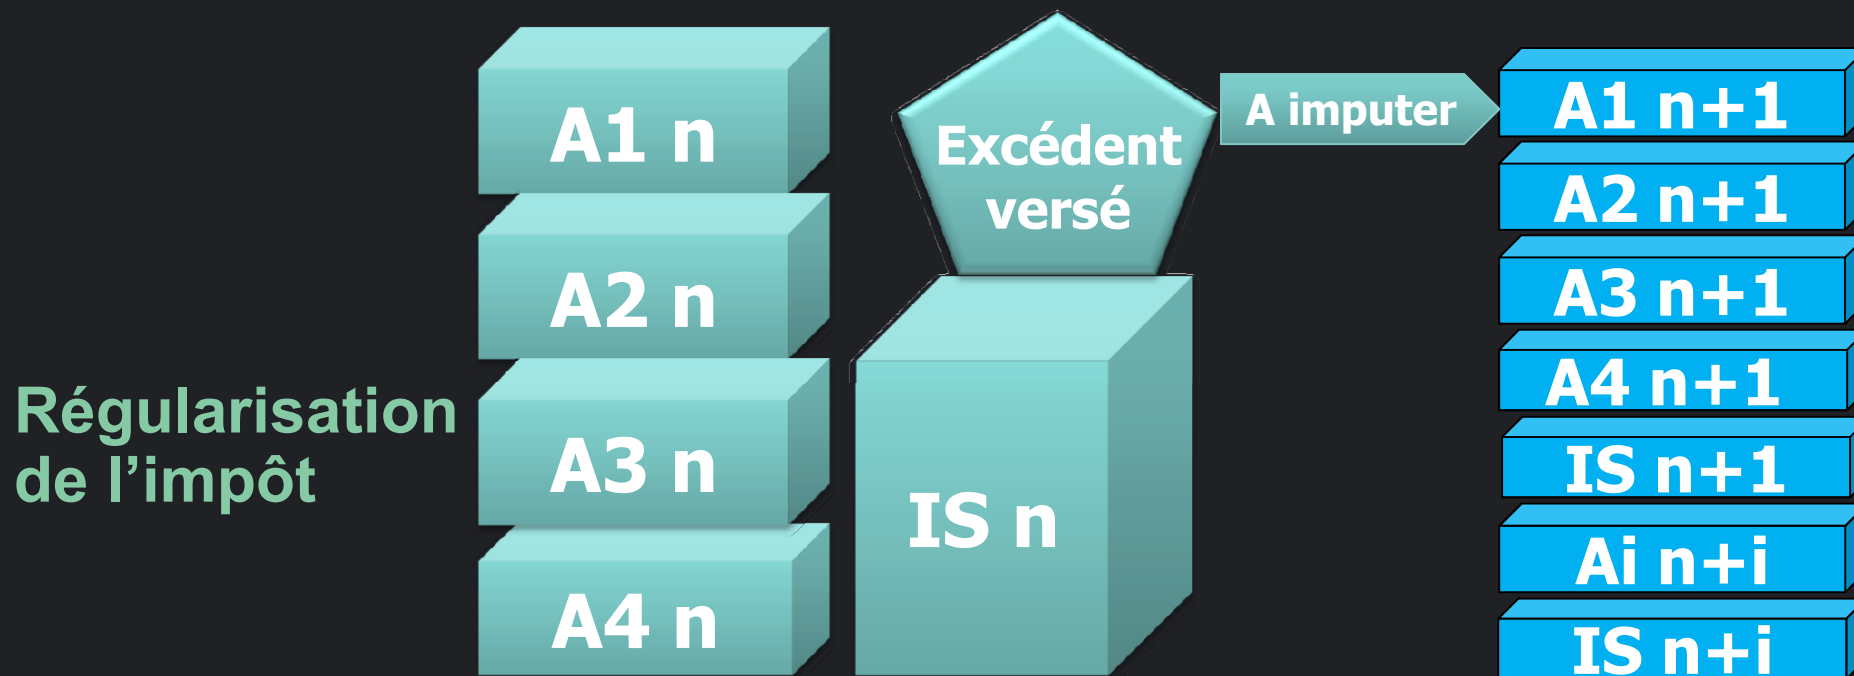 Régularisation
de l’impôt
A1 n
A2 n
A3 n
A4 n
Excédent
versé
IS n
A imputer
A1 n+1
A2 n+1
A3 n+1
A4 n+1
IS n+1
Ai n+i
IS n+i